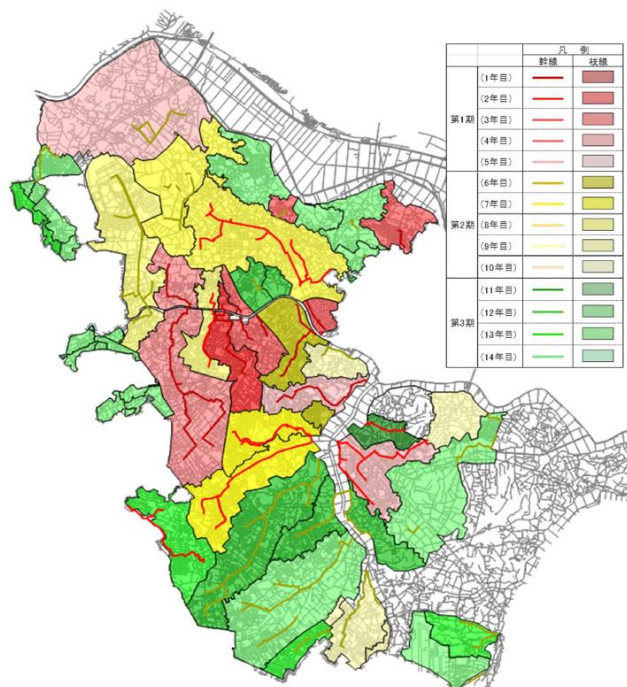 凡 例
幹線 枝線
第1期 (1年目)
(2年目)
(3年目)
(4年目)
(5年目)
第2期 (6年目)
(7年目)
(8年目)
(9年目)
(10年目)
第3期 (11年目)
(12年目)
(13年目)
(14年目)